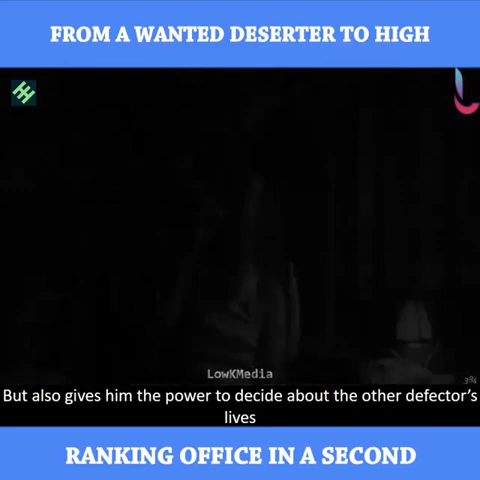 FROM A WANTED DESERTER TO HIGH
LowKMedia
384
But also gives him the power to decide about the other defector's
lives
RANKING OFFICE IN A SECOND